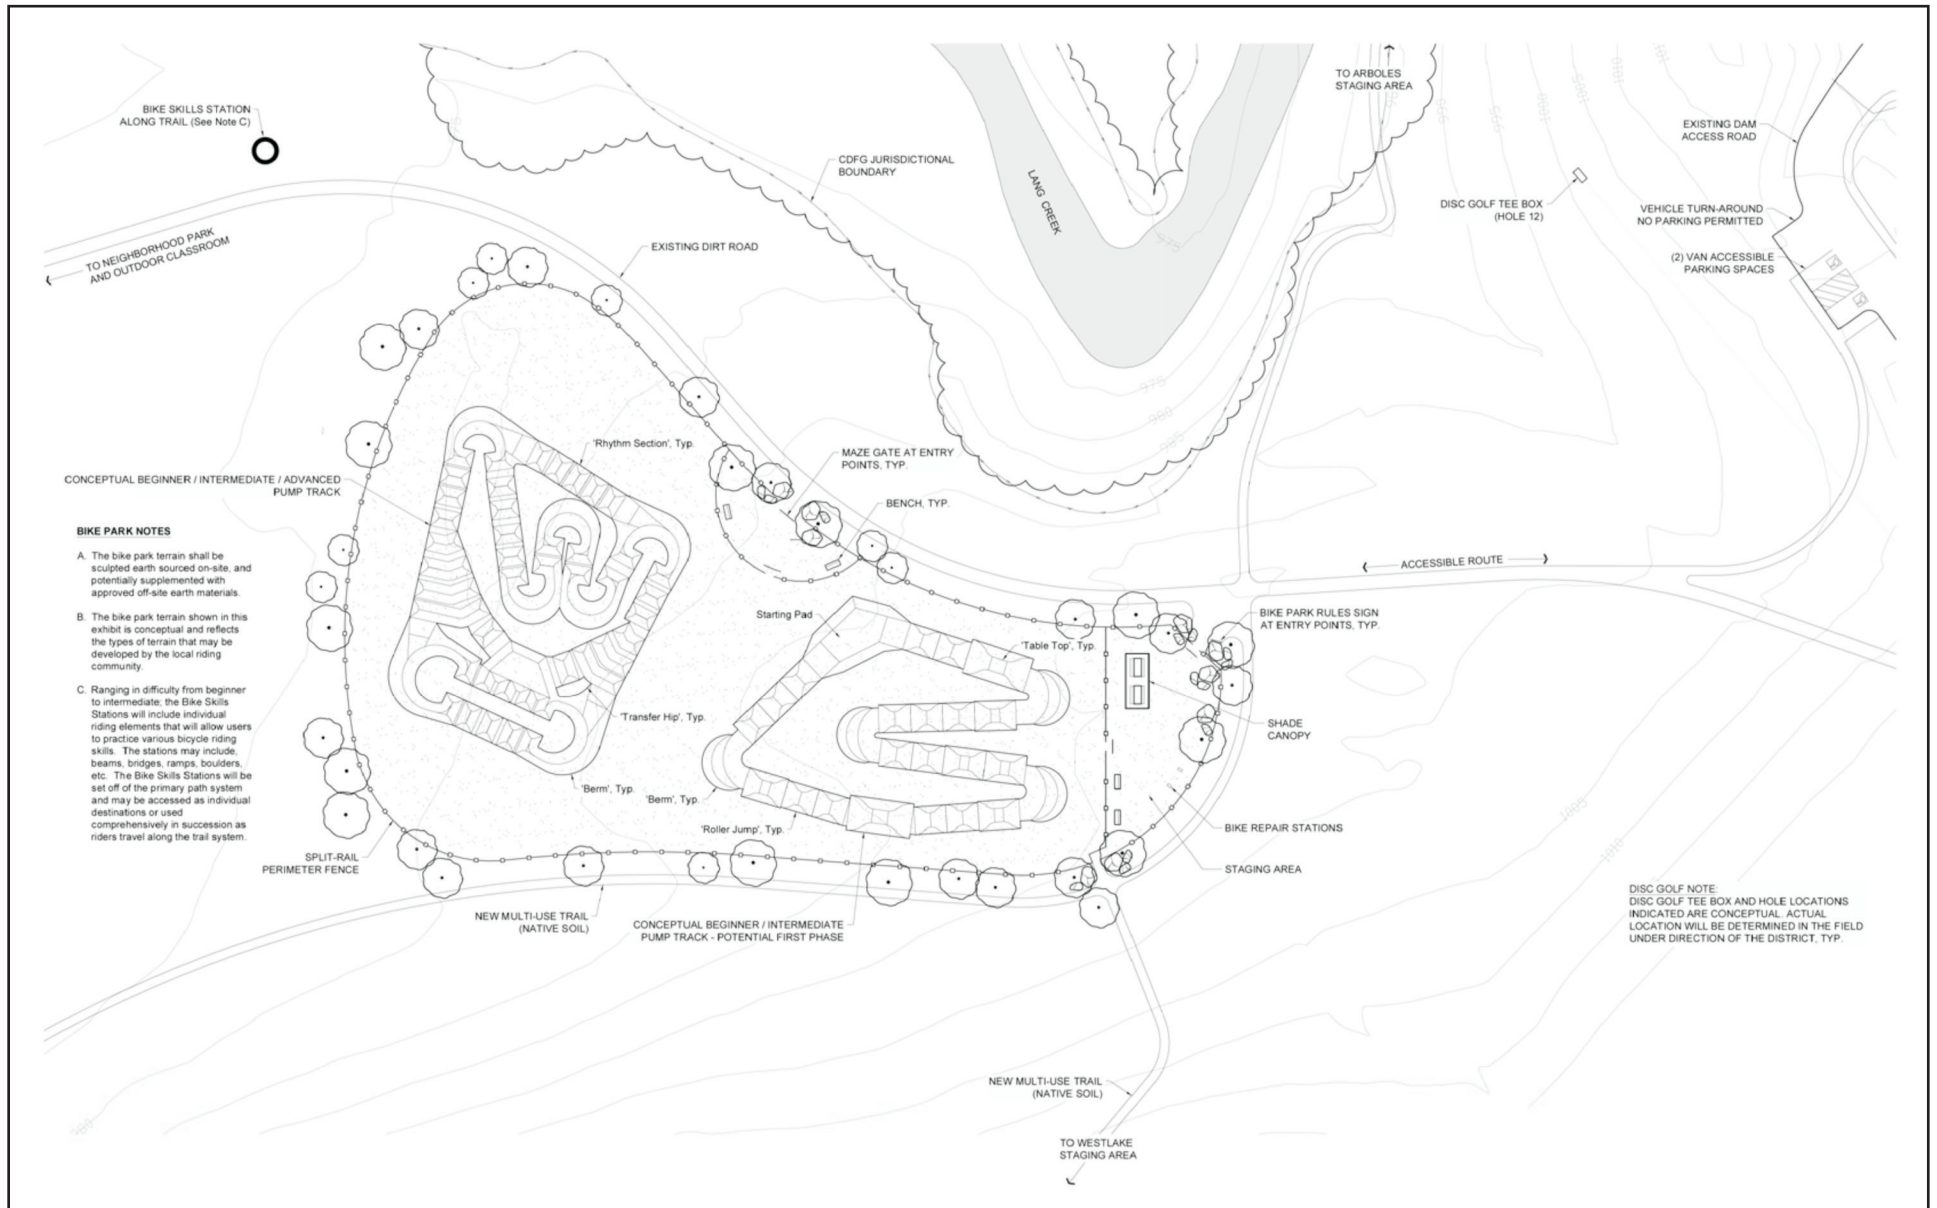 TO ARBOLES
STAGING AREA
BIKE SKILLS STATION
ALONG TRAIL (See Note C)
EXISTING DAM
ACCESS ROAD
CDFG JURISDICTIONAL
BOUNDARY
LANG CREEK
DISC GOLF TEE BOX
(HOLE 12)
VEHICLE TURN-AROUND
NO PARKING PERMITTED
TO NEIGHBORHOOD PARK
AND OUTDOOR CLASSROOM
EXISTING DIRT ROAD
(2) VAN ACCESSIBLE
PARKING SPACES
990
995
1000
1005
1010
975
975
980
985
'Rhythm Section', Typ.
MAZE GATE AT ENTRY
POINTS, TYP.
CONCEPTUAL BEGINNER / INTERMEDIATE / ADVANCED
PUMP TRACK
BENCH, TYP.
BIKE PARK NOTES
A. The bike park terrain shall be
sculpted earth sourced on-site, and
potentially supplemented with
approved off-site earth materials.
B. The bike park terrain shown in this
exhibit is conceptual and reflects
the types of terrain that may be
developed by the local riding
community.
C. Ranging in difficulty from beginner
to intermediate; the Bike Skills
Stations will include individual
riding elements that will allow users
to practice various bicycle riding
skills. The stations may include,
beams, bridges, ramps, boulders,
etc. The Bike Skills Stations will be
set off of the primary path system
and may be accessed as individual
destinations or used
comprehensively in succession as
riders travel along the trail system.
ACCESSIBLE ROUTE
Starting Pad
BIKE PARK RULES SIGN
AT ENTRY POINTS, TYP.
'Table Top', Typ.
'Transfer Hip', Typ.
SHADE
CANOPY
'Berm', Typ.
'Berm', Typ.
'Roller Jump', Typ.
BIKE REPAIR STATIONS
1005
1010
SPLIT-RAIL
PERIMETER FENCE
STAGING AREA
NEW MULTI-USE TRAIL
(NATIVE SOIL)
CONCEPTUAL BEGINNER / INTERMEDIATE
PUMP TRACK - POTENTIAL FIRST PHASE
DISC GOLF NOTE:
DISC GOLF TEE BOX AND HOLE LOCATIONS
INDICATED ARE CONCEPTUAL. ACTUAL
LOCATION WILL BE DETERMINED IN THE FIELD
UNDER DIRECTION OF THE DISTRICT, TYP.
NEW MULTI-USE TRAIL
(NATIVE SOIL)
TO WESTLAKE
STAGING AREA